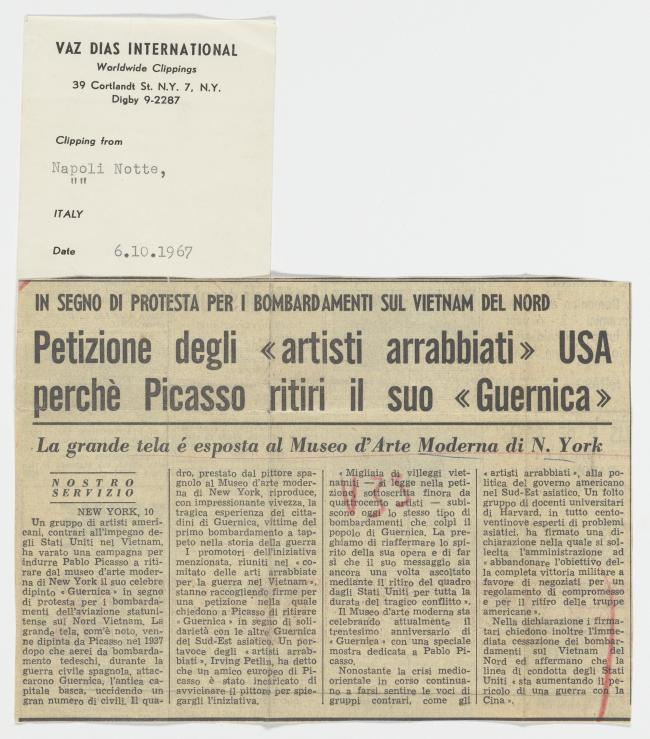 VAZ DIAS INTERNATIONAL
Worldwide Clippings
39 Cortlandt St. N.Y. 7, N.Y.
Digby 9-2287
Clipping from
Napoli Notte,
""
ITALY
Date 6.10.1967
IN SEGNO DI PROTESTA PER I BOMBARDAMENTI SUL VIETNAM DEL NORD
Petizione degli «artisti arrabbiati» USA
perchè Picasso ritiri il suo «Guernica»
La grande tela é esposta al Museo d'Arte Moderna di N. York
NOSTRO
SERVIZIO
NEW YORK, 10
Un gruppo di artisti ameri-
cani, contrari all'impegno de-
gli Stati Uniti nel Vietnam,
ha varato una campagna per
indurre Pablo Picasso a riti-
rare dal museo d'arte moder-
na di New York il suo celebre
dipinto «Guernica» in segno
di protesta per i bombarda-
menti dell'aviazione statuni-
tense sul Nord Vietnam. La
grande tela, com'è noto, ven-
ne dipinta da Picasso nel 1937
dopo che aerei da bombarda-
mento tedeschi, durante la
guerra civile spagnola, attac-
carono Guernica, l'antica ca-
pitale basca, uccidendo un
gran numero di civili. Il qua-
dro, prestato dal pittore spa-
gnolo al Museo d'arte moder-
na di New York, riproduce,
con impressionante vivezza, la
tragica esperienza dei citta-
dini di Guernica, vittime del
primo bombardamento a tap-
peto nella storia della guerra
I promotori dell'iniziativa
menzionata, riuniti nel «co-
mitato delle arti arrabbiate
per la guerra nel Vietnam».
stanno raccogliendo firme per
una petizione nella quale
chiedono a Picasso di ritirare
«Guernica» in segno di soli-
darietà con le altre Guernica
del Sud-Est asiatico. Un por-
tavoce degli «artisti arrab-
biati», Irving Petlin, ha detto
che un amico europeo di Pi-
casso è stato incaricato di
avvicinare il pittore per spie-
gargli l'iniziativa.
«Migliaia di villeggi viet-
namiti — si legge nella peti-
zione, sottoscritta finora da
quattrocento artisti — subi-
scono oggi lo stesso tipo di
bombardamenti che colpì il
popolo di Guernica. La pre-
ghiamo di riaffermare lo spi-
rito della sua opera e di far
sì che il suo messaggio sia
ancora una volta ascoltato
mediante il ritiro del quadro
dagli Stati Uniti per tutta la
durata del tragico conflitto».
Il Museo d'arte moderna sta
celebrando attualmente il
trentesimo anniversario di
«Guernica» con una speciale
mostra dedicata a Pablo Pi-
casso.
Nonostante la crisi medio-
orientale in corso continua-
no a farsi sentire le voci di
gruppi contrari, come gli
«artisti arrabbiati», alla po-
litica del governo americano
nel Sud-Est asiatico. Un folto
gruppo di docenti universitari
di Harvard, in tutto cento-
ventinove esperti di problemi
asiatici, ha firmato una di-
chiarazione nella quale si sol-
lecita l'amministrazione ad
«abbandonare l'obiettivo del-
la completa vittoria militare a
favore di negoziati per un
regolamento di compromesso
e per il ritiro delle truppe
americane».
Nella dichiarazione i firma-
tari chiedono inoltre l'imme-
diata cessazione dei bombar-
damenti sul Vietnam del
Nord ed affermano che la
linea di condotta degli Stati
Uniti «sta aumentando il pe-
ricolo di una guerra con la
Cina».